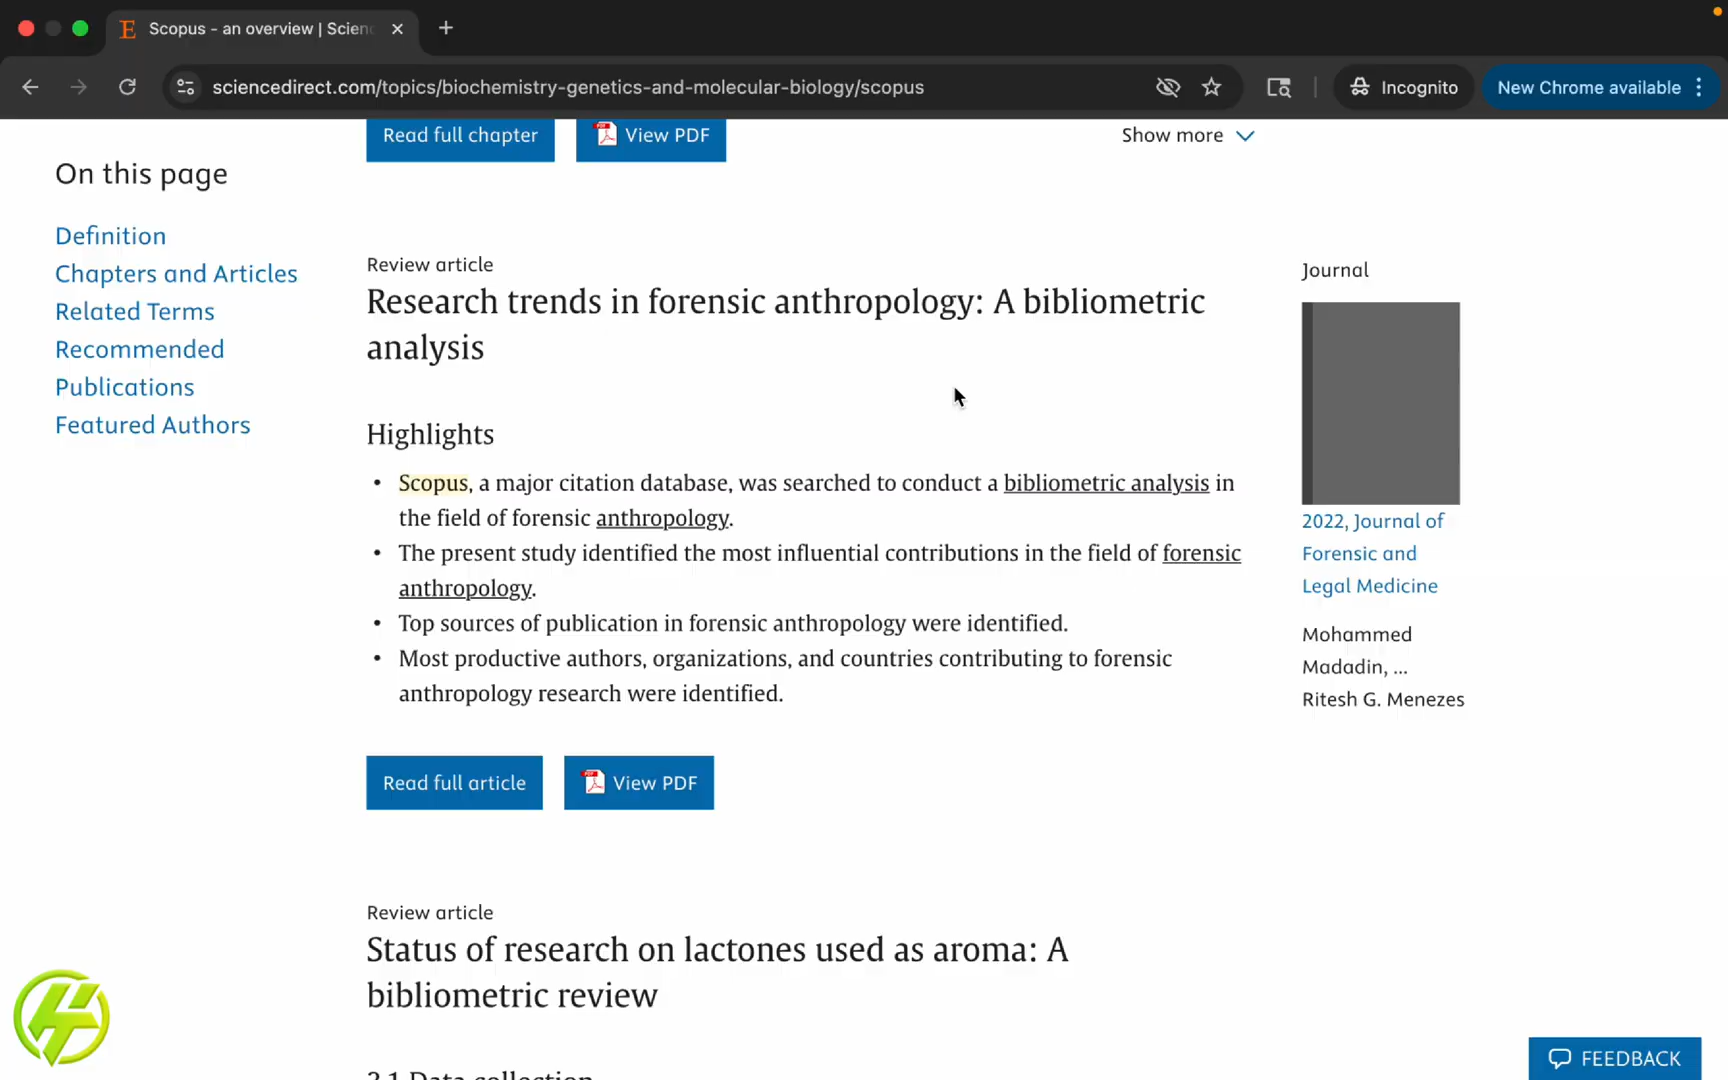 Scopus - an overview | Scien
sciencedirect.com/topics/biochemistry-genetics-and-molecular-biology/scopus
Incognito
New Chrome available
Read full chapter
View PDF
Show more
On this page
Definition
Chapters and Articles
Related Terms
Recommended
Publications
Featured Authors
Review article
Research trends in forensic anthropology: A bibliometric
analysis
Highlights
• Scopus, a major citation database, was searched to conduct a bibliometric analysis in
the field of forensic anthropology.
• The present study identified the most influential contributions in the field of forensic
anthropology.
• Top sources of publication in forensic anthropology were identified.
• Most productive authors, organizations, and countries contributing to forensic
anthropology research were identified.
Read full article
View PDF
Journal
2022, Journal of
Forensic and
Legal Medicine
Mohammed
Madadin, ...
Ritesh G. Menezes
Review article
Status of research on lactones used as aroma: A
bibliometric review
2.1 Data collection
FEEDBACK